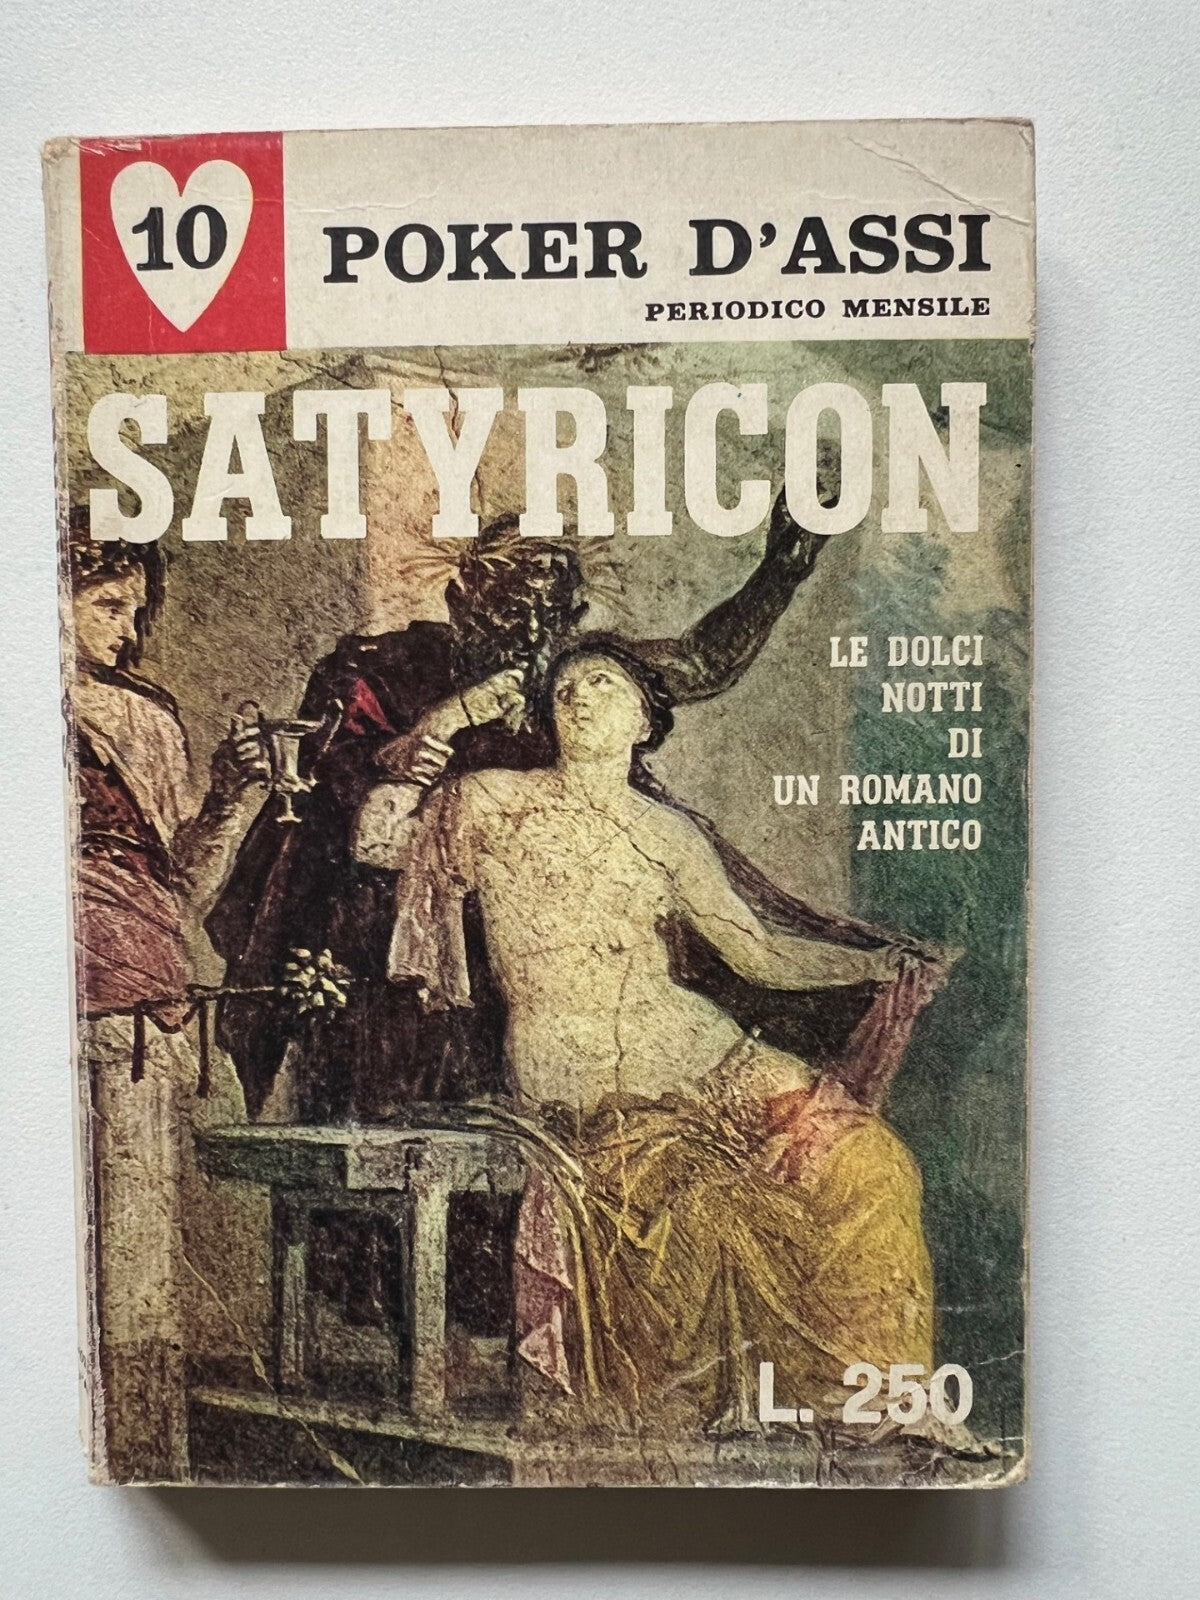 10
POKER D'ASSI
PERIODICO MENSILE
SATYRICON
LE DOLCI
NOTTI
DI
UN ROMANO
ANTICO
L. 250